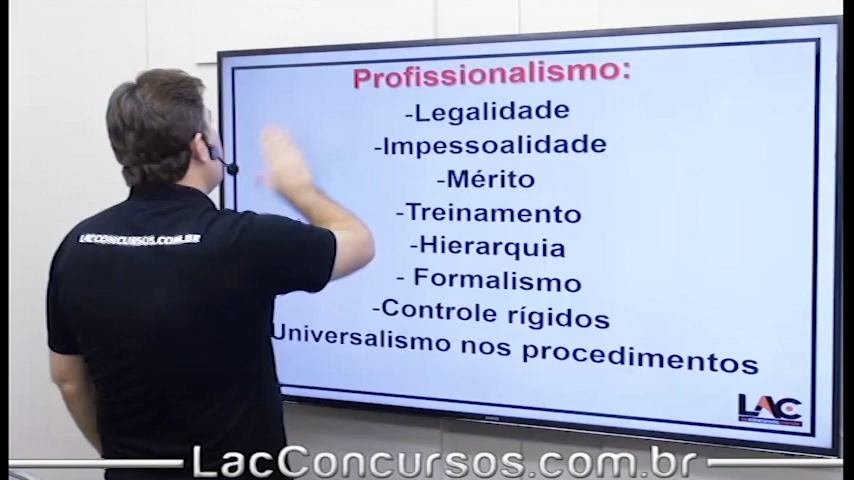 Profissionalismo:
-Legalidade
-Impessoalidade
-Mérito
-Treinamento
-Hierarquia
- Formalismo
-Controle rígidos
Universalismo nos procedimentos
LACCONCURSOS.COM.BR
LAC
LacConcursos.com.br